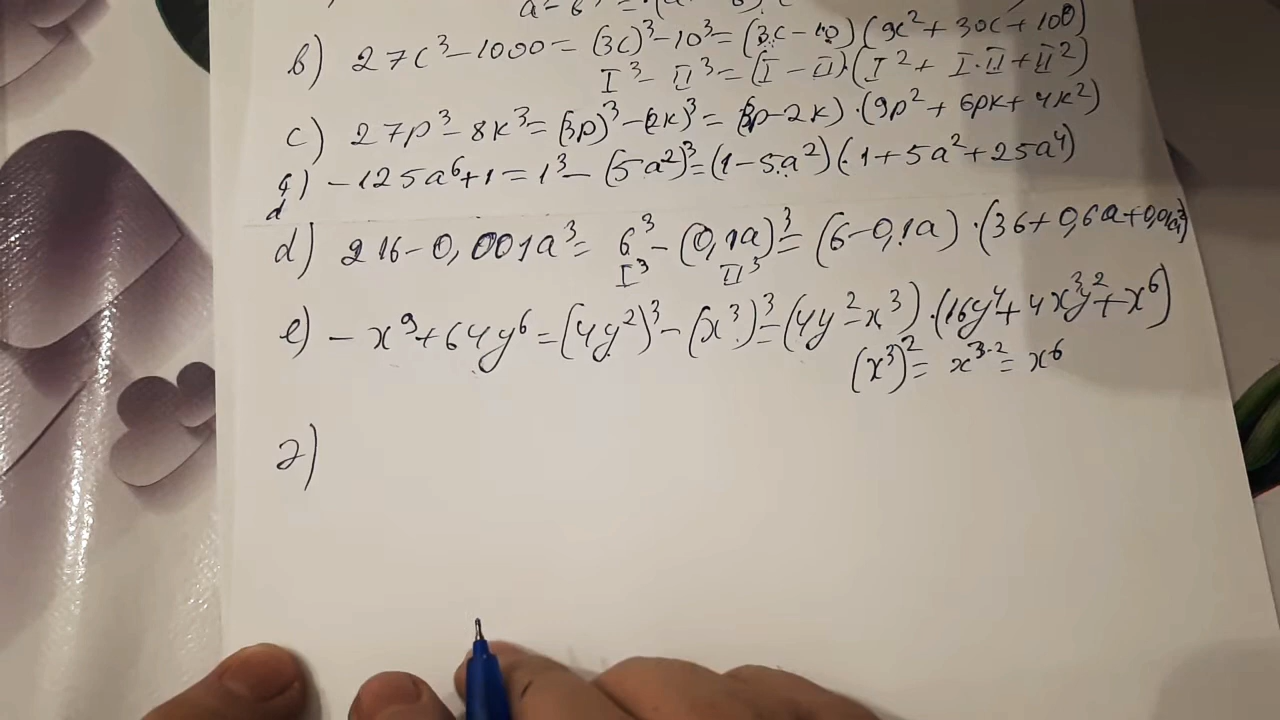 b) 27c³-1000=(3c)³-10³=(3c-10)(9c²+30c+100)
I³-II³=(I-II)·(I²+I·II+II²)
c) 27p³-8k³=(3p)³-(2k)³=(3p-2k)·(9p²+6pk+4k²)
-125a⁶+1=1³-(5a²)³=(1-5a²)(1+5a²+25a⁴)
d
d) 216-0,001a³=6³-(0,1a)³=(6-0,1a)·(36+0,6a+0,01a²)
I³ II³
e) -x⁹+64y⁶=(4y²)³-(x³)³=(4y²-x³)·(16y⁴+4x³y²+x⁶)
(x³)²=x³·²=x⁶